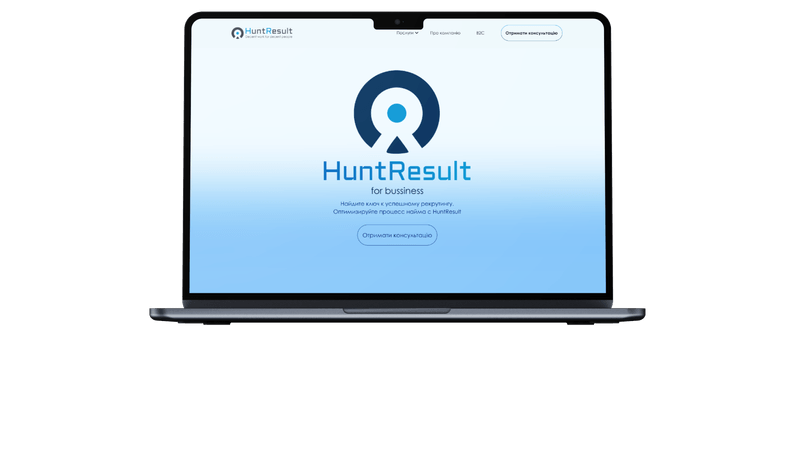 HuntResult
Послуги
Про компанію
B2C
Отримати консультацію
HuntResult
for bussiness
Найдите ключ к успешному рекрутингу.
Оптимизируйте процесс найма с HuntResult
Отримати консультацію